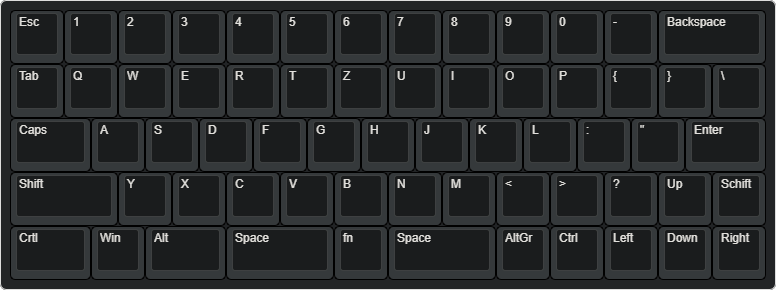 Esc 1 2 3 4 5 6 7 8 9 0 - Backspace
Tab Q W E R T Z U I O P { } \
Caps A S D F G H J K L : " Enter
Shift Y X C V B N M < > ? Up Schift
Crtl Win Alt Space fn Space AltGr Ctrl Left Down Right